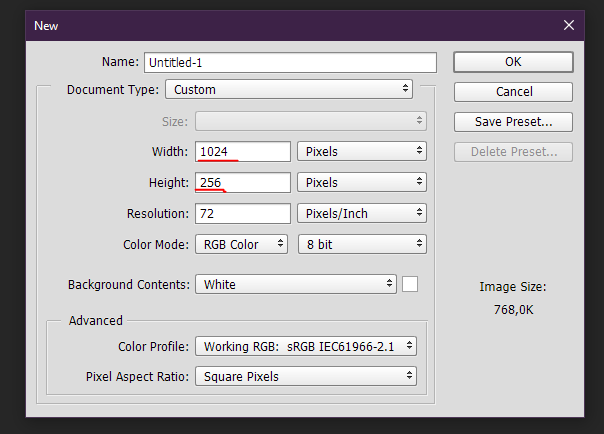 New
Name: Untitled-1
OK
Document Type: Custom
Cancel
Size:
Save Preset...
Width: 1024 Pixels
Delete Preset...
Height: 256 Pixels
Resolution: 72 Pixels/Inch
Color Mode: RGB Color 8 bit
Background Contents: White
Image Size:
768,0K
Advanced
Color Profile: Working RGB: sRGB IEC61966-2.1
Pixel Aspect Ratio: Square Pixels